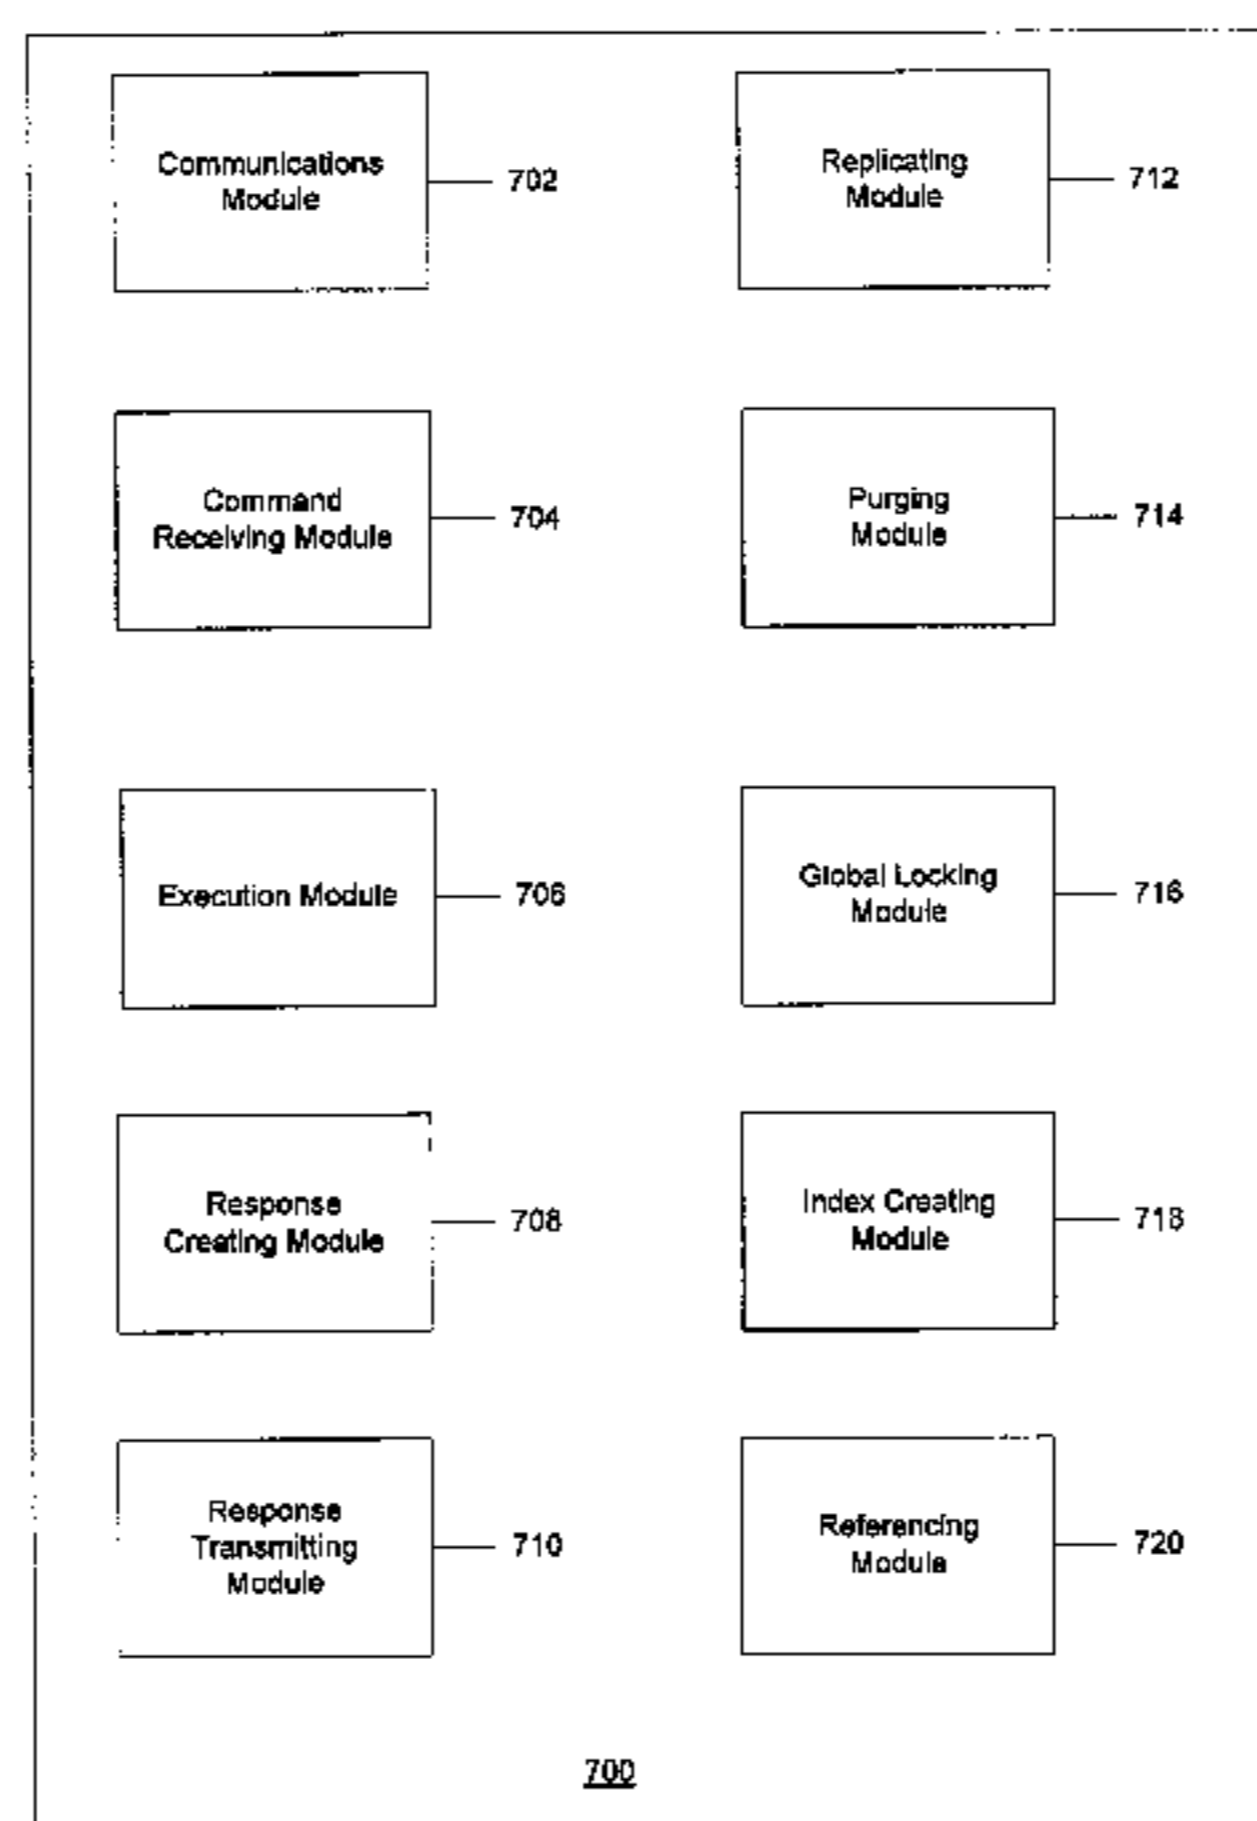 Communications
Module
702
Replicating
Module
712
Command
Receiving Module
704
Purging
Module
714
Execution Module
706
Global Locking
Module
716
Response
Creating Module
708
Index Creating
Module
718
Response
Transmitting
Module
710
Referencing
Module
720
700